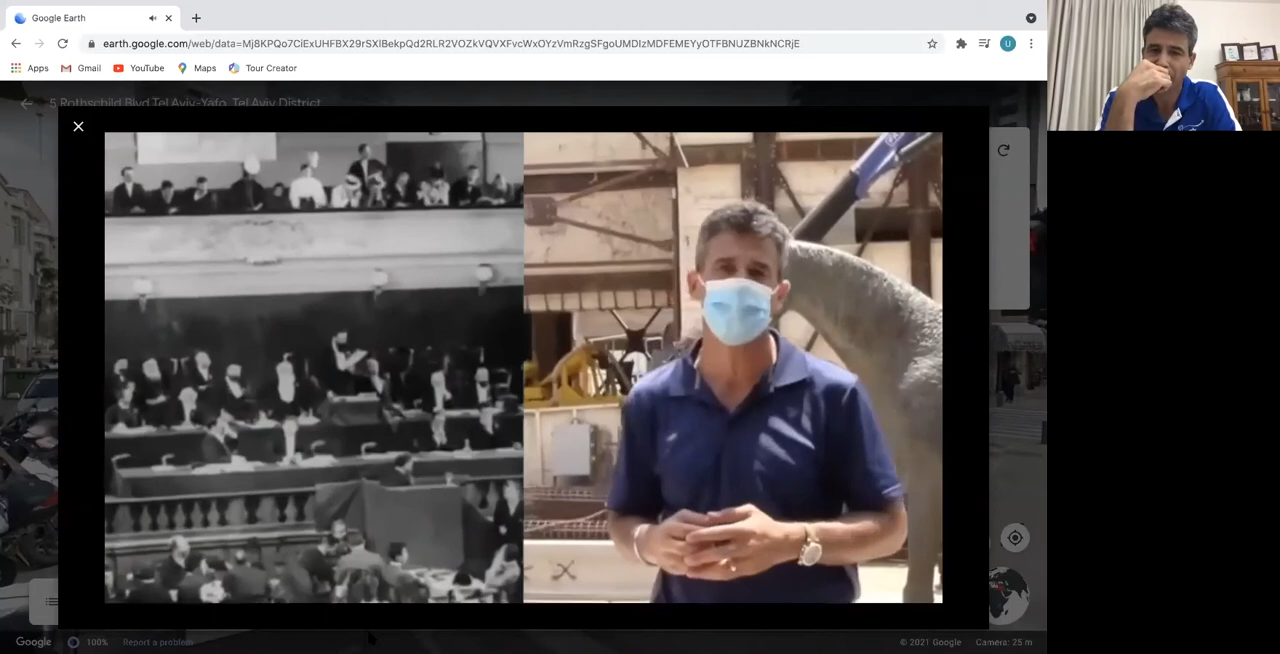 Google Earth
earth.google.com/web/data=Mj8KPQo7CiExUHFBX29rSXlBekpQd2RLR2VOZkVQVXFvcWxOYzVmRzgSFgoUMDIzMDFEMEYyOTFBNUZBNkNCRjE
Apps Gmail YouTube Maps Tour Creator
5 Rothschild Blvd Tel Aviv-Yafo, Tel Aviv District
Google 100% Report a problem © 2021 Google Camera: 25 m